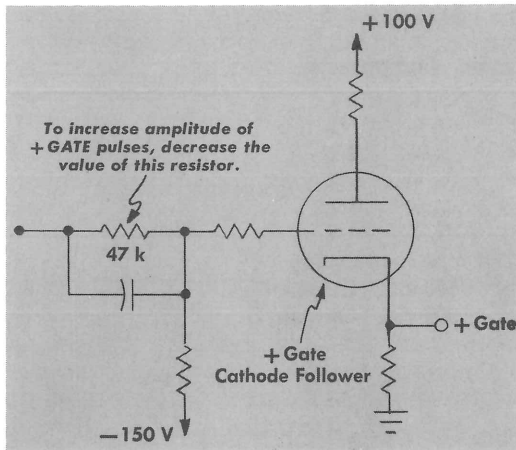 +100 V
To increase amplitude of
+GATE pulses, decrease the
value of this resistor.
47 k
+ Gate
+ Gate
Cathode Follower
—150 V